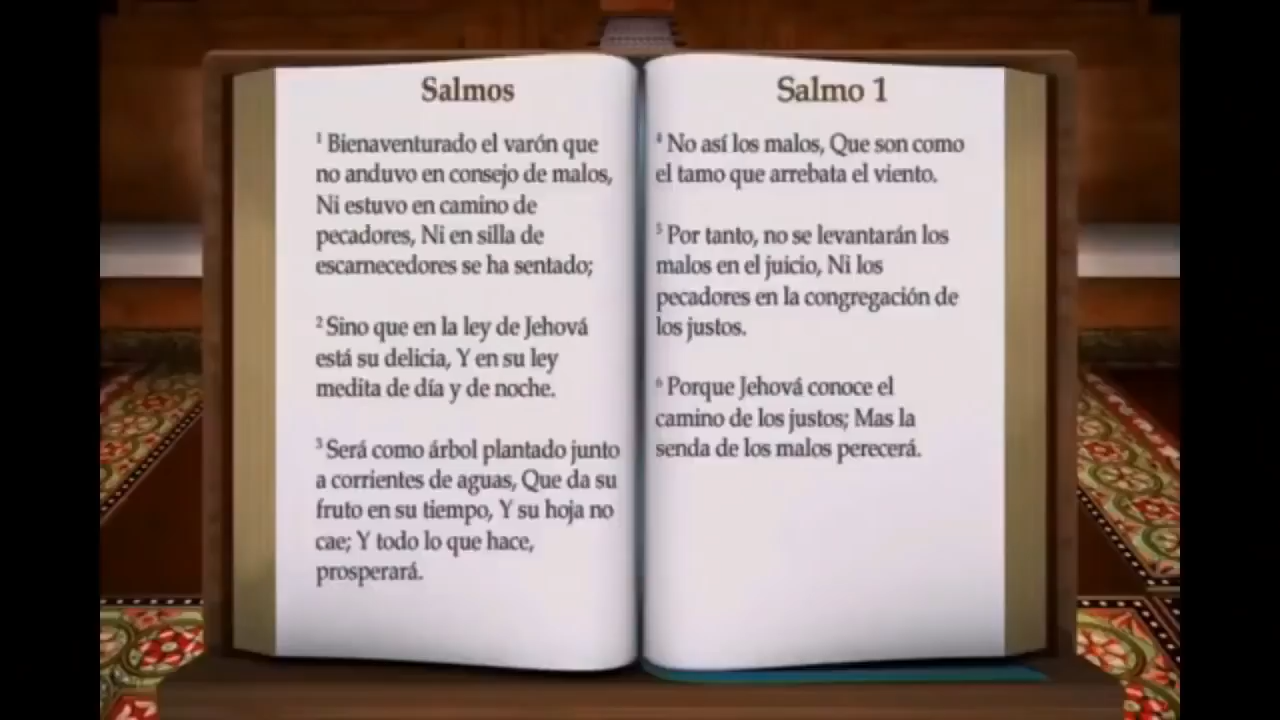 Salmos
1 Bienaventurado el varón que
no anduvo en consejo de malos,
Ni estuvo en camino de
pecadores, Ni en silla de
escarnecedores se ha sentado;
2 Sino que en la ley de Jehová
está su delicia, Y en su ley
medita de día y de noche.
3 Será como árbol plantado junto
a corrientes de aguas, Que da su
fruto en su tiempo, Y su hoja no
cae; Y todo lo que hace,
prosperará.
Salmo 1
4 No así los malos, Que son como
el tamo que arrebata el viento.
5 Por tanto, no se levantarán los
malos en el juicio, Ni los
pecadores en la congregación de
los justos.
6 Porque Jehová conoce el
camino de los justos; Mas la
senda de los malos perecerá.